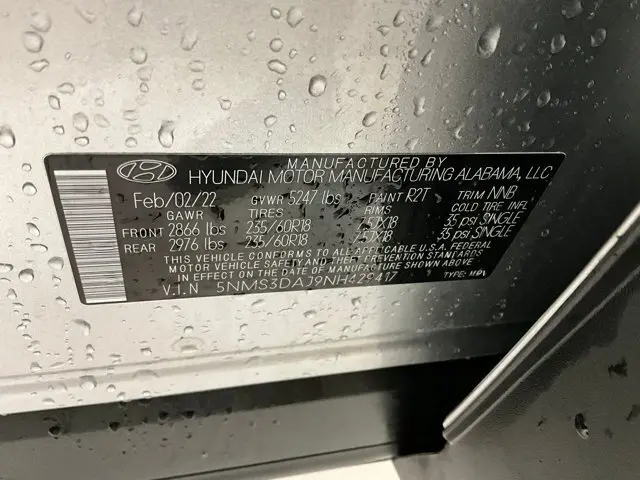 MANUFACTURED BY
HYUNDAI MOTOR MANUFACTURING ALABAMA, LLC
Feb/02/22 GVWR 5247 lbs PAINT R2T TRIM NNB
GAWR TIRES RIMS COLD TIRE INFL
FRONT 2866 lbs 235/60R18 7.5JX18 35 psi SINGLE
REAR 2976 lbs 235/60R18 7.5JX18 35 psi SINGLE
THIS VEHICLE CONFORMS TO ALL APPLICABLE U.S.A. FEDERAL
MOTOR VEHICLE SAFETY AND THEFT PREVENTION STANDARDS
IN EFFECT ON THE DATE OF MANUFACTURE SHOWN ABOVE.
V.I.N 5NMS3DAJ9NH429417 TYPE: MPV